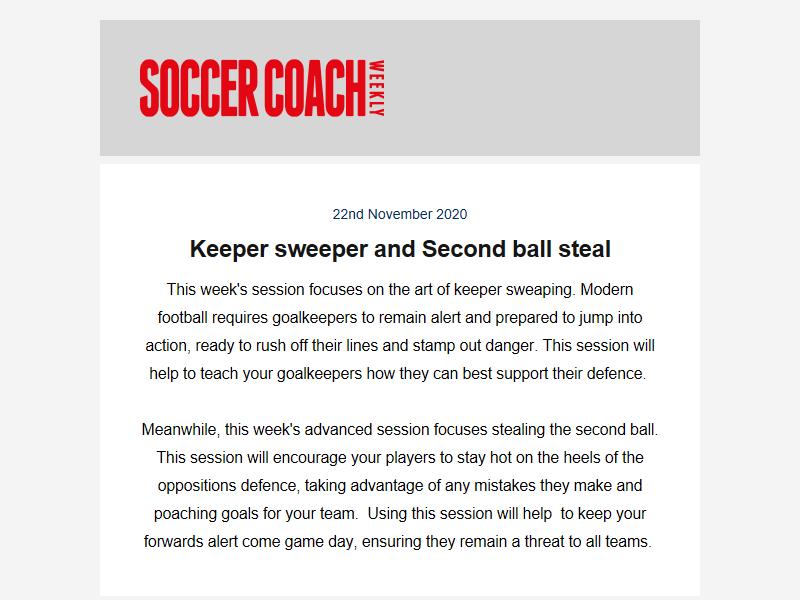 SOCCER COACH WEEKLY
22nd November 2020
Keeper sweeper and Second ball steal
This week's session focuses on the art of keeper sweaping. Modern
football requires goalkeepers to remain alert and prepared to jump into
action, ready to rush off their lines and stamp out danger. This session will
help to teach your goalkeepers how they can best support their defence.
Meanwhile, this week's advanced session focuses stealing the second ball.
This session will encourage your players to stay hot on the heels of the
oppositions defence, taking advantage of any mistakes they make and
poaching goals for your team.  Using this session will help  to keep your
forwards alert come game day, ensuring they remain a threat to all teams.